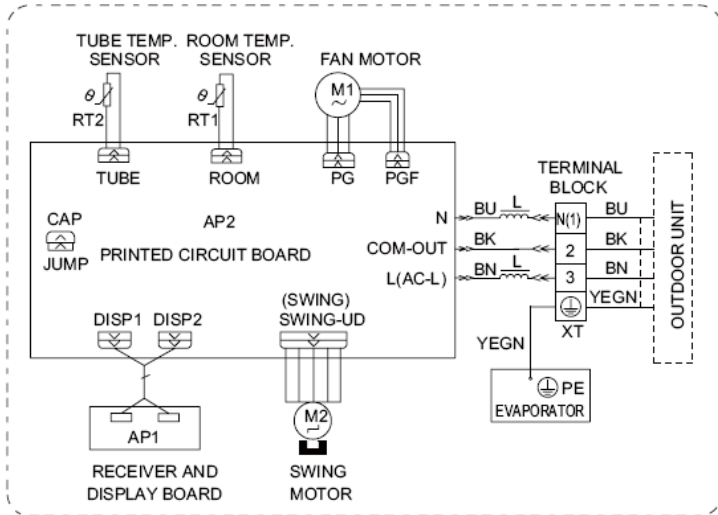 TUBE TEMP. SENSOR
ROOM TEMP. SENSOR
FAN MOTOR
θ RT2
θ RT1
M1 ~
TUBE
ROOM
PG
PGF
TERMINAL BLOCK
CAP
JUMP
AP2
PRINTED CIRCUIT BOARD
N
BU
L
N(1)
BU
COM-OUT
BK
2
BK
L(AC-L)
BN
L
3
BN
YEGN
XT
OUTDOOR UNIT
(SWING)
DISP1
DISP2
SWING-UD
YEGN
PE
EVAPORATOR
AP1
M2 ~
RECEIVER AND DISPLAY BOARD
SWING MOTOR